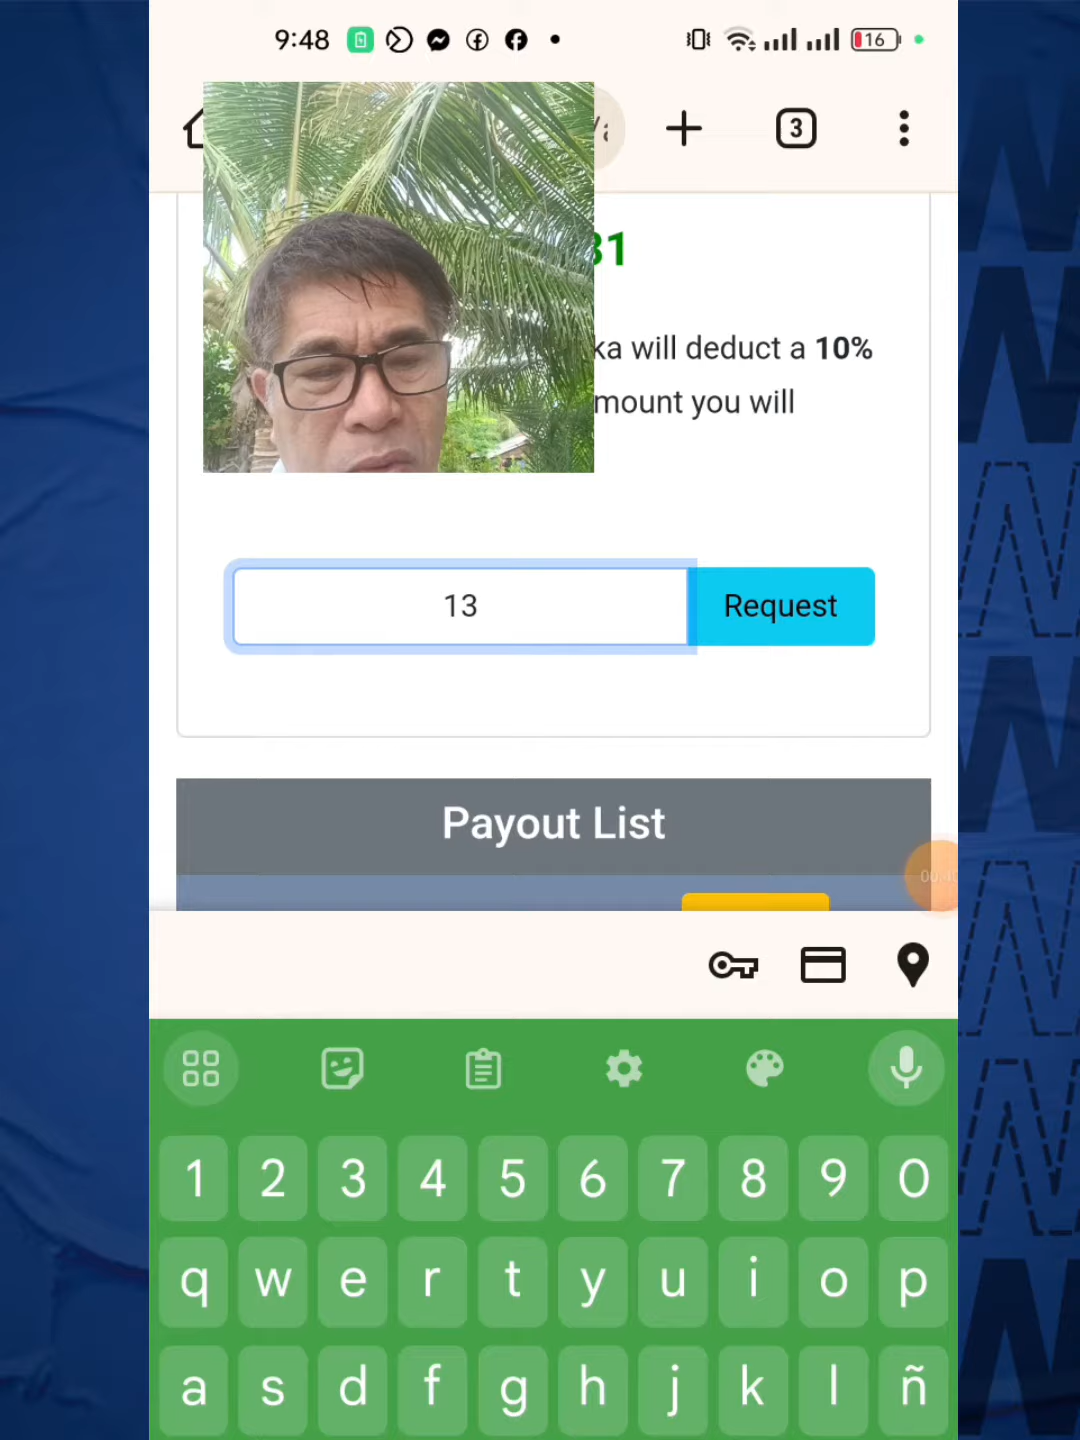 9:48
16
3
31
ka will deduct a 10%
mount you will
13
Request
Payout List
1 2 3 4 5 6 7 8 9 0
q w e r t y u i o p
a s d f g h j k l ñ